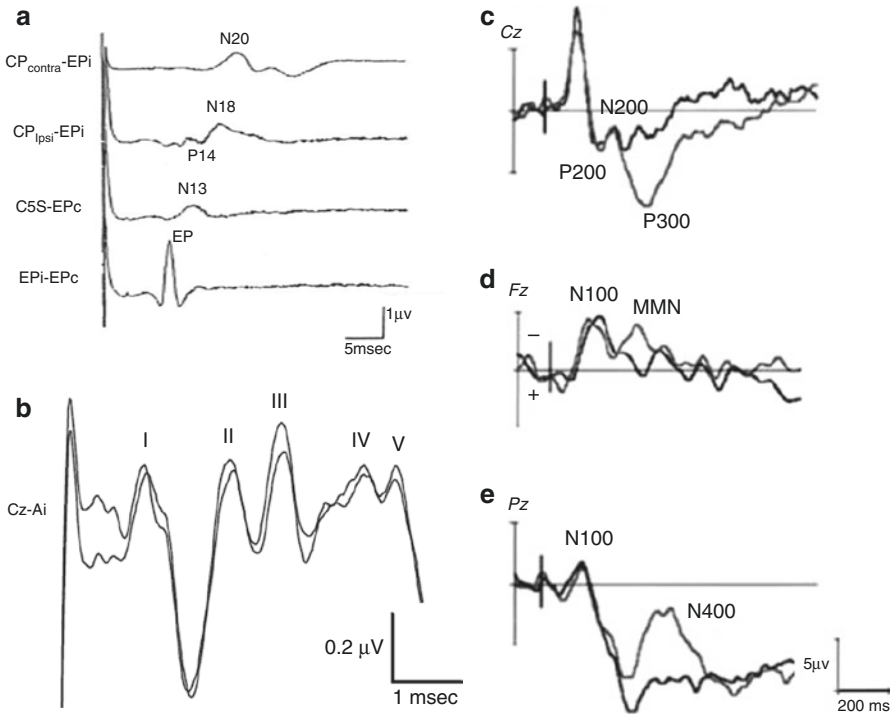 a
N20
CPcontra-EPi
N18
CPIpsi-EPi
P14
N13
C5S-EPc
EP
EPi-EPc
1μv
5msec
b
I
II
III
IV
V
Cz-Ai
0.2 μV
1 msec
c
Cz
N200
P200
P300
d
Fz
N100
MMN
−
+
e
Pz
N100
N400
5μv
200 ms